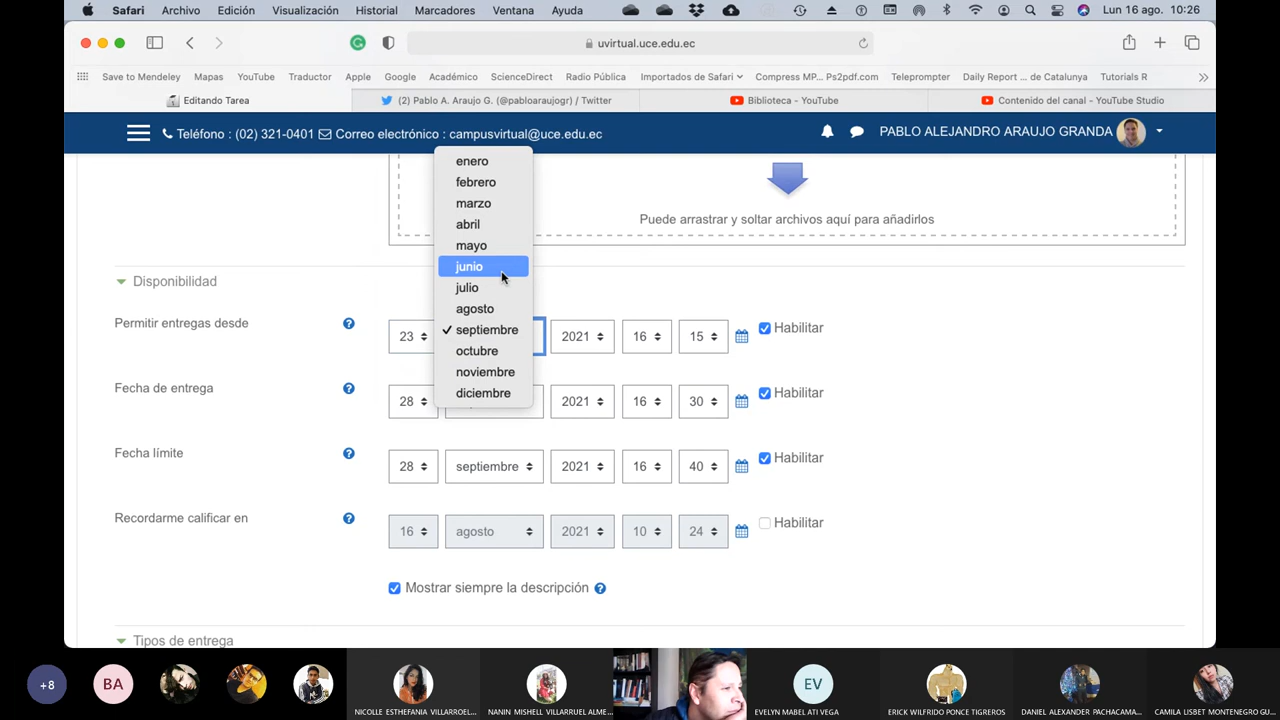 Safari Archivo Edición Visualización Historial Marcadores Ventana Ayuda Lun 16 ago. 10:26
uvirtual.uce.edu.ec
Save to Mendeley Mapas YouTube Traductor Apple Google Académico ScienceDirect Radio Pública Importados de Safari Compress MP... Ps2pdf.com Teleprompter Daily Report ... de Catalunya Tutorials R
Editando Tarea (2) Pablo A. Araujo G. (@pabloaraujogr) / Twitter Biblioteca - YouTube Contenido del canal - YouTube Studio
Teléfono : (02) 321-0401 Correo electrónico : campusvirtual@uce.edu.ec PABLO ALEJANDRO ARAUJO GRANDA
enero
febrero
marzo
abril
mayo
junio
julio
agosto
septiembre
octubre
noviembre
diciembre
Puede arrastrar y soltar archivos aquí para añadirlos
Disponibilidad
Permitir entregas desde 23 2021 16 15 Habilitar
Fecha de entrega 28 2021 16 30 Habilitar
Fecha límite 28 septiembre 2021 16 40 Habilitar
Recordarme calificar en 16 agosto 2021 10 24 Habilitar
Mostrar siempre la descripción
Tipos de entrega
+8 BA EV
NICOLLE ESTHEFANIA VILLARROEL... NANIN MISHELL VILLARRUEL ALME... EVELYN MABEL ATI VEGA ERICK WILFRIDO PONCE TIGREROS DANIEL ALEXANDER PACHACAMA... CAMILA LISBET MONTENEGRO GU...